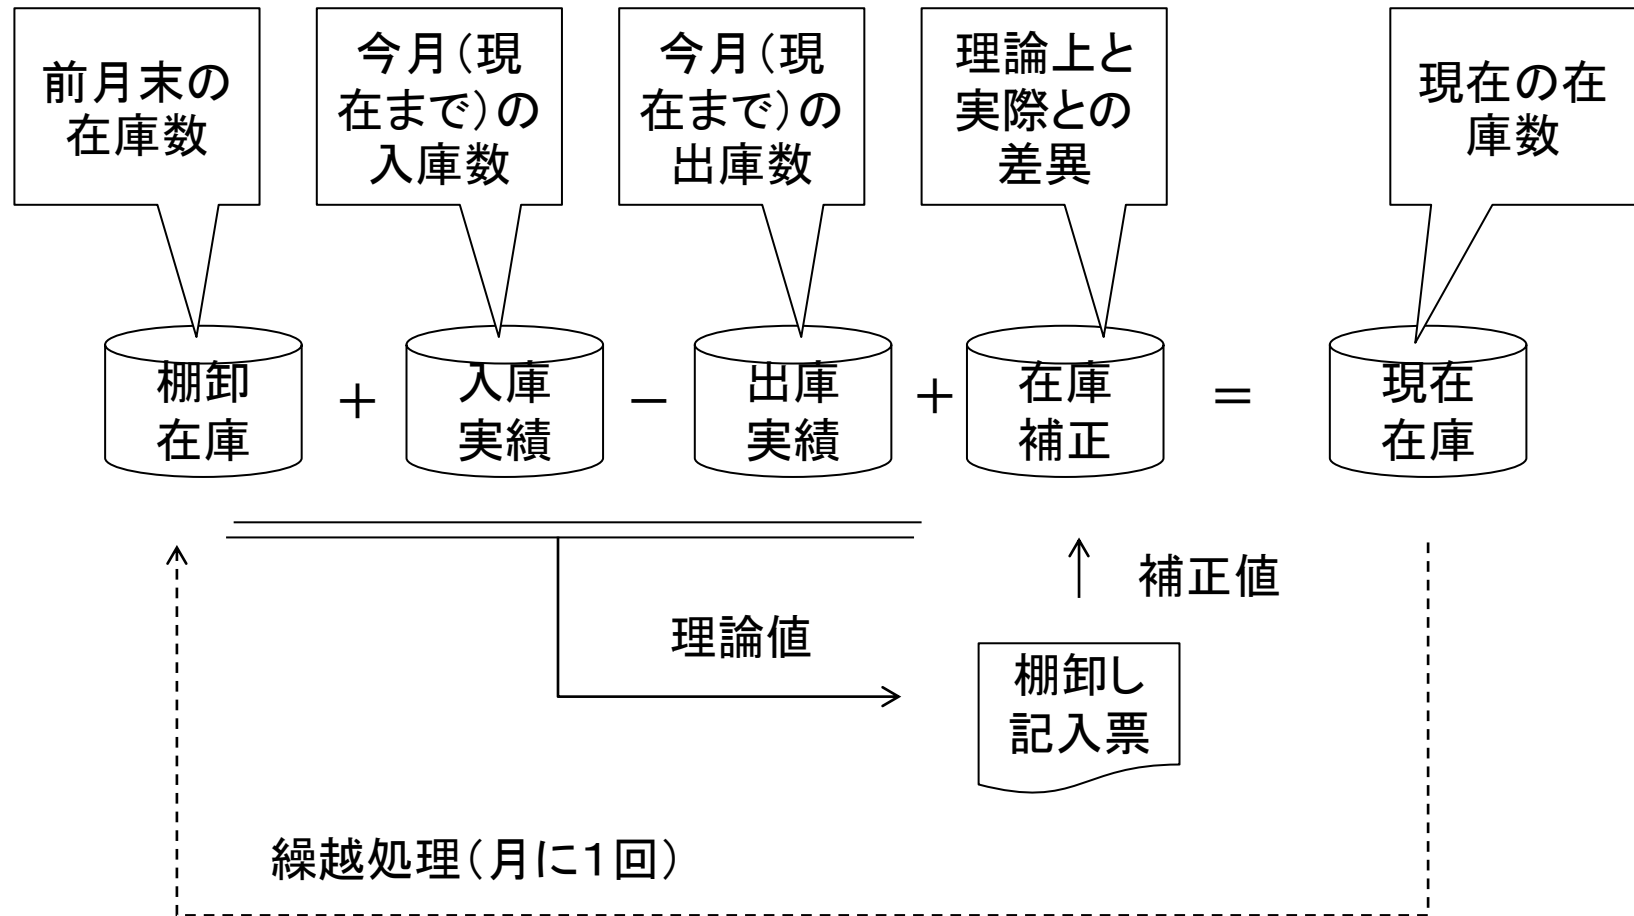 前月末の
在庫数
今月（現
在まで）の
入庫数
今月（現
在まで）の
出庫数
理論上と
実際との
差異
現在の在
庫数
棚卸
在庫
＋
入庫
実績
－
出庫
実績
＋
在庫
補正
＝
現在
在庫
補正値
理論値
棚卸し
記入票
繰越処理（月に１回）